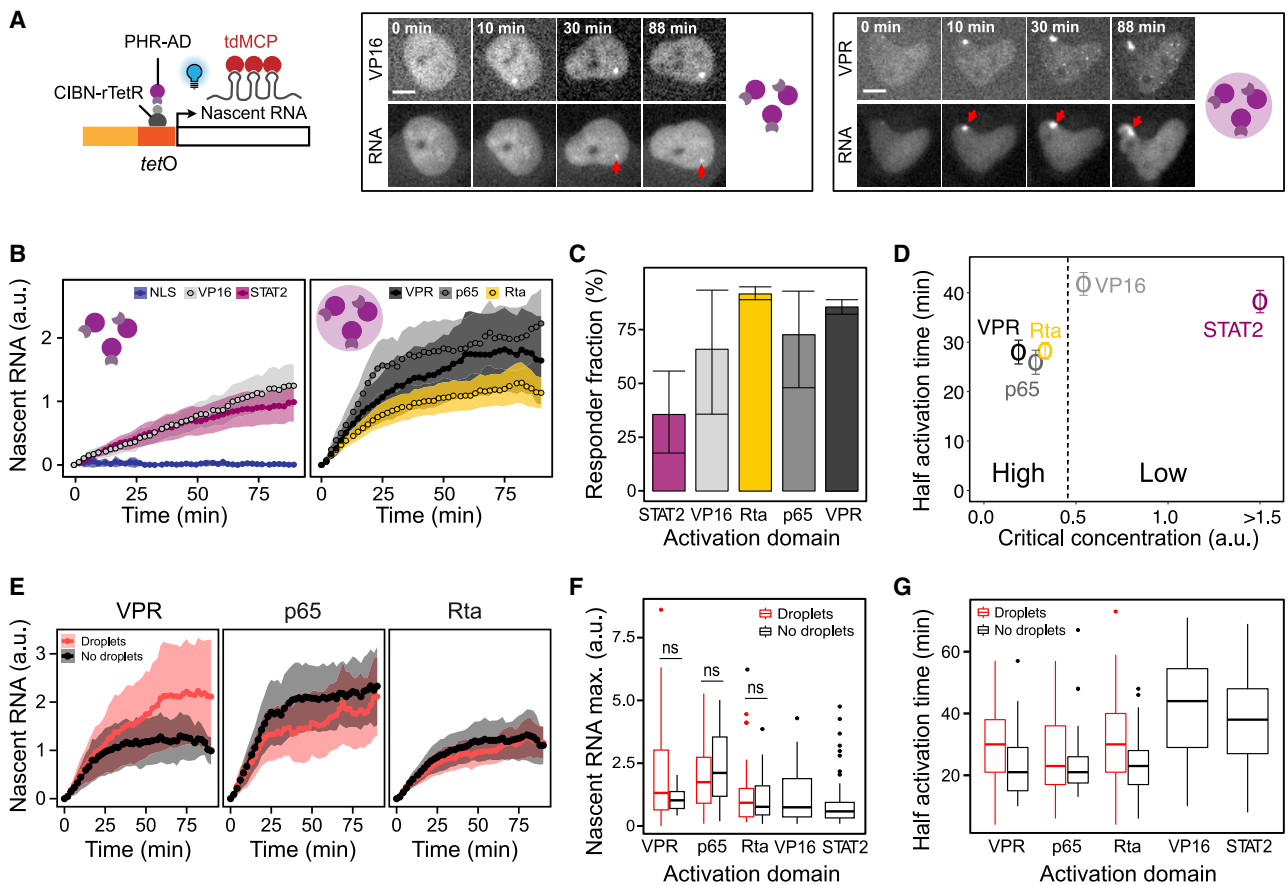 A
PHR-AD
tdMCP
CIBN-rTetR
Nascent RNA
tetO
VP16
0 min
10 min
30 min
88 min
RNA
VPR
0 min
10 min
30 min
88 min
RNA
B
Nascent RNA (a.u.)
NLS
VP16
STAT2
VPR
p65
Rta
2
1
0
0
25
50
75
0
25
50
75
Time (min)
Time (min)
C
Responder fraction (%)
75
50
25
0
STAT2
VP16
Rta
p65
VPR
Activation domain
D
Half activation time (min)
50
40
30
20
10
0
VP16
STAT2
VPR
Rta
p65
High
Low
0.0
0.5
1.0
>1.5
Critical concentration (a.u.)
E
VPR
p65
Rta
Droplets
No droplets
Nascent RNA (a.u.)
3
2
1
0
0
25
50
75
0
25
50
75
0
25
50
75
Time (min)
Time (min)
Time (min)
F
Droplets
No droplets
Nascent RNA max. (a.u.)
7.5
5.0
2.5
0
ns
ns
ns
VPR
p65
Rta
VP16
STAT2
Activation domain
G
Droplets
No droplets
Half activation time (min)
60
40
20
VPR
p65
Rta
VP16
STAT2
Activation domain